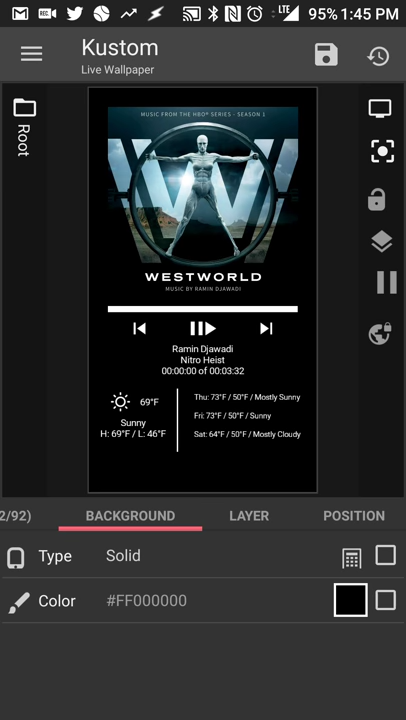 REC
LTE
95% 1:45 PM
Kustom
Live Wallpaper
Root
MUSIC FROM THE HBO® SERIES - SEASON 1
WESTWORLD
MUSIC BY RAMIN DJAWADI
Ramin Djawadi
Nitro Heist
00:00:00 of 00:03:32
69°F
Sunny
H: 69°F / L: 46°F
Thu: 73°F / 50°F / Mostly Sunny
Fri: 73°F / 50°F / Sunny
Sat: 64°F / 50°F / Mostly Cloudy
2/92) BACKGROUND LAYER POSITION
Type Solid
Color #FF000000